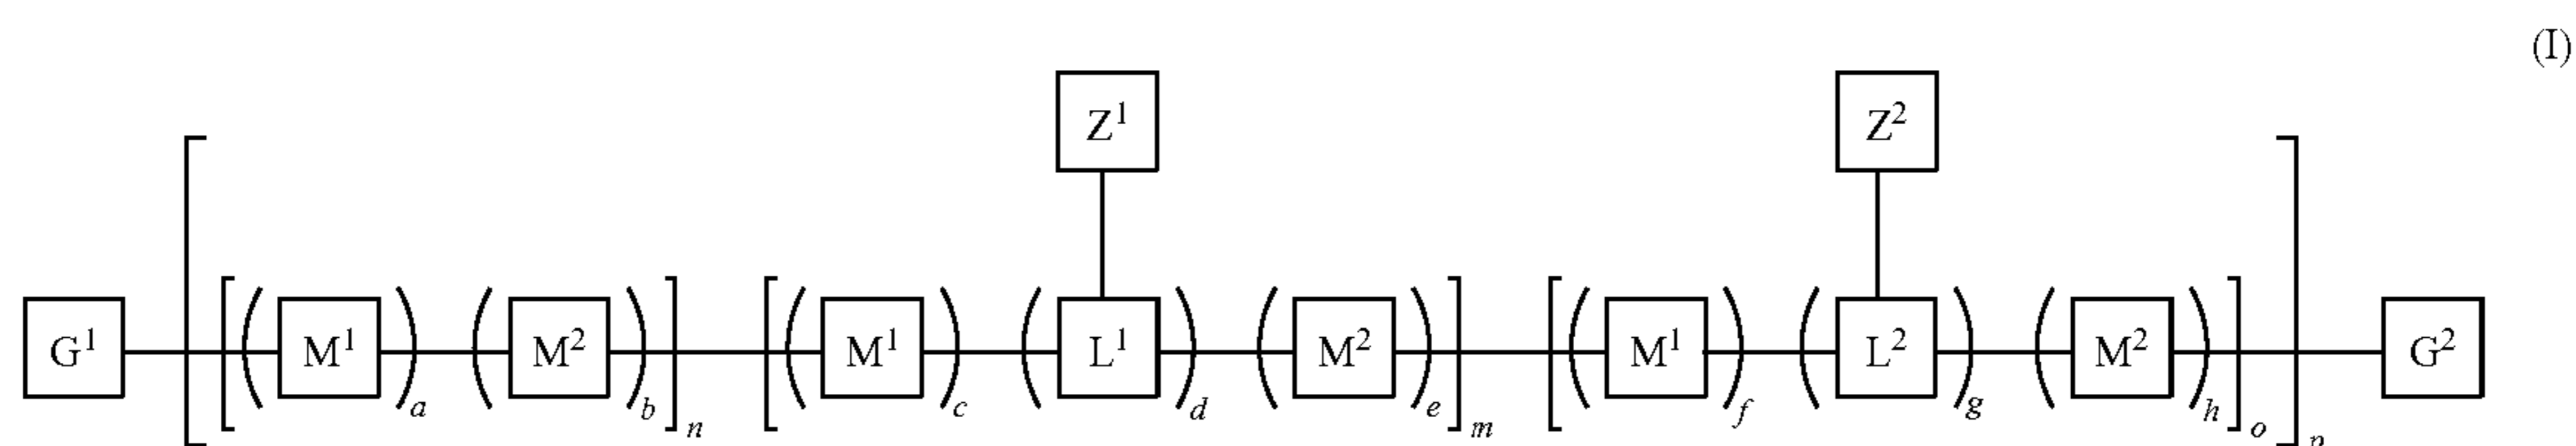 (I)
Z¹ Z²
G¹ [ [ ( M¹ )a ( M² )b ]n [ ( M¹ )c ( L¹ )d ( M² )e ]m [ ( M¹ )f ( L² )g ( M² )h ]o ]p G²